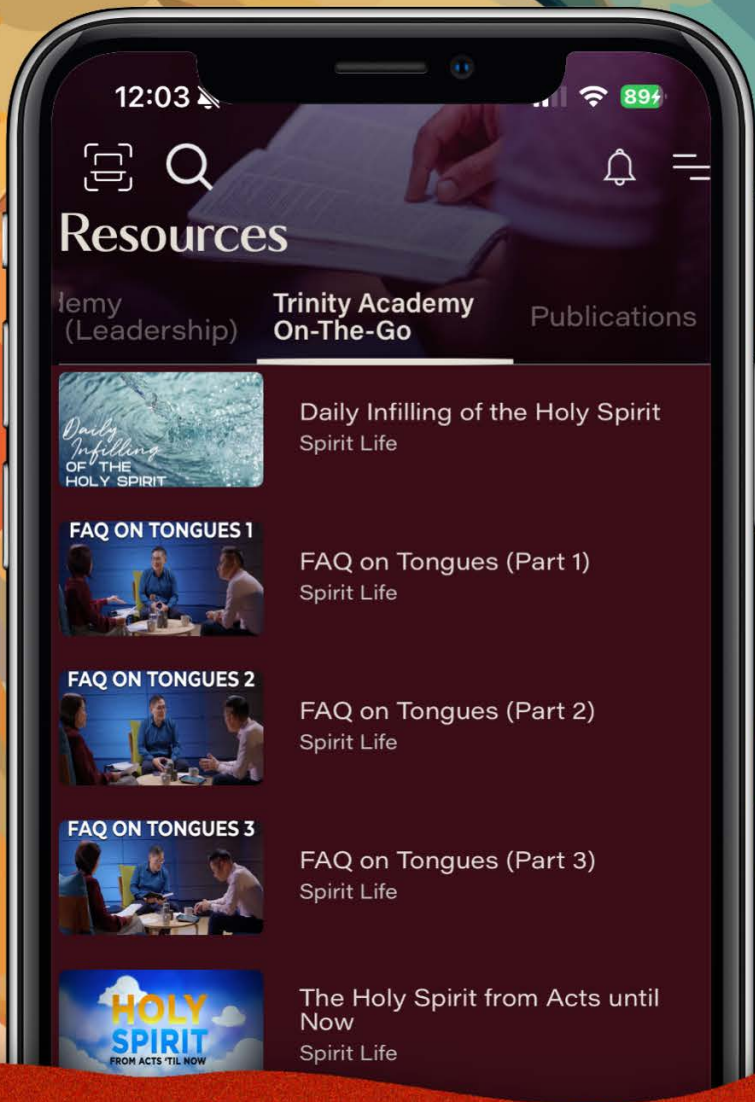 12:03
89
Resources
demy
(Leadership)
Trinity Academy
On-The-Go
Publications
Daily
Infilling
OF THE
HOLY SPIRIT
Daily Infilling of the Holy Spirit
Spirit Life
FAQ ON TONGUES 1
FAQ on Tongues (Part 1)
Spirit Life
FAQ ON TONGUES 2
FAQ on Tongues (Part 2)
Spirit Life
FAQ ON TONGUES 3
FAQ on Tongues (Part 3)
Spirit Life
HOLY
SPIRIT
FROM ACTS 'TIL NOW
The Holy Spirit from Acts until
Now
Spirit Life